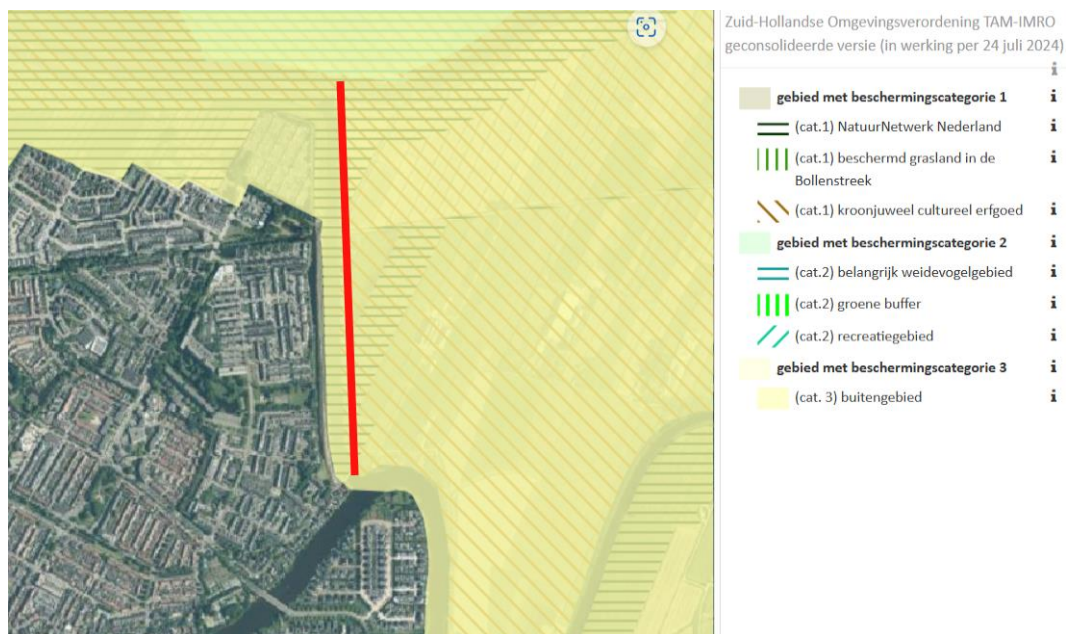 Zuid-Hollandse Omgevingsverordening TAM-IMRO
geconsolideerde versie (in werking per 24 juli 2024)
i
gebied met beschermingscategorie 1 i
(cat.1) NatuurNetwerk Nederland i
(cat.1) beschermd grasland in de i
Bollenstreek
(cat.1) kroonjuweel cultureel erfgoed i
gebied met beschermingscategorie 2 i
(cat.2) belangrijk weidevogelgebied i
(cat.2) groene buffer i
(cat.2) recreatiegebied i
gebied met beschermingscategorie 3 i
(cat. 3) buitengebied i